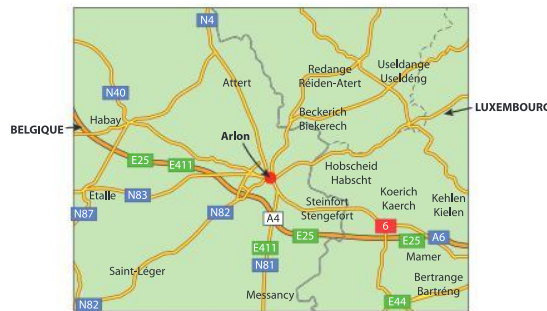 N4
Redange
Réiden-Atert
Useldange
Useldéng
Attert
N40
Habay
Beckerich
Biekerech
LUXEMBOURG
BELGIQUE
Arlon
E25
E411
Hobscheid
Habscht
Etalle
N83
N87
N82
Steinfort
Stengefort
Koerich
Kaerch
Kehlen
Kielen
A4
6
E25
E25
A6
E411
N81
Mamer
Saint-Léger
Bertrange
Bartréng
N82
Messancy
E44